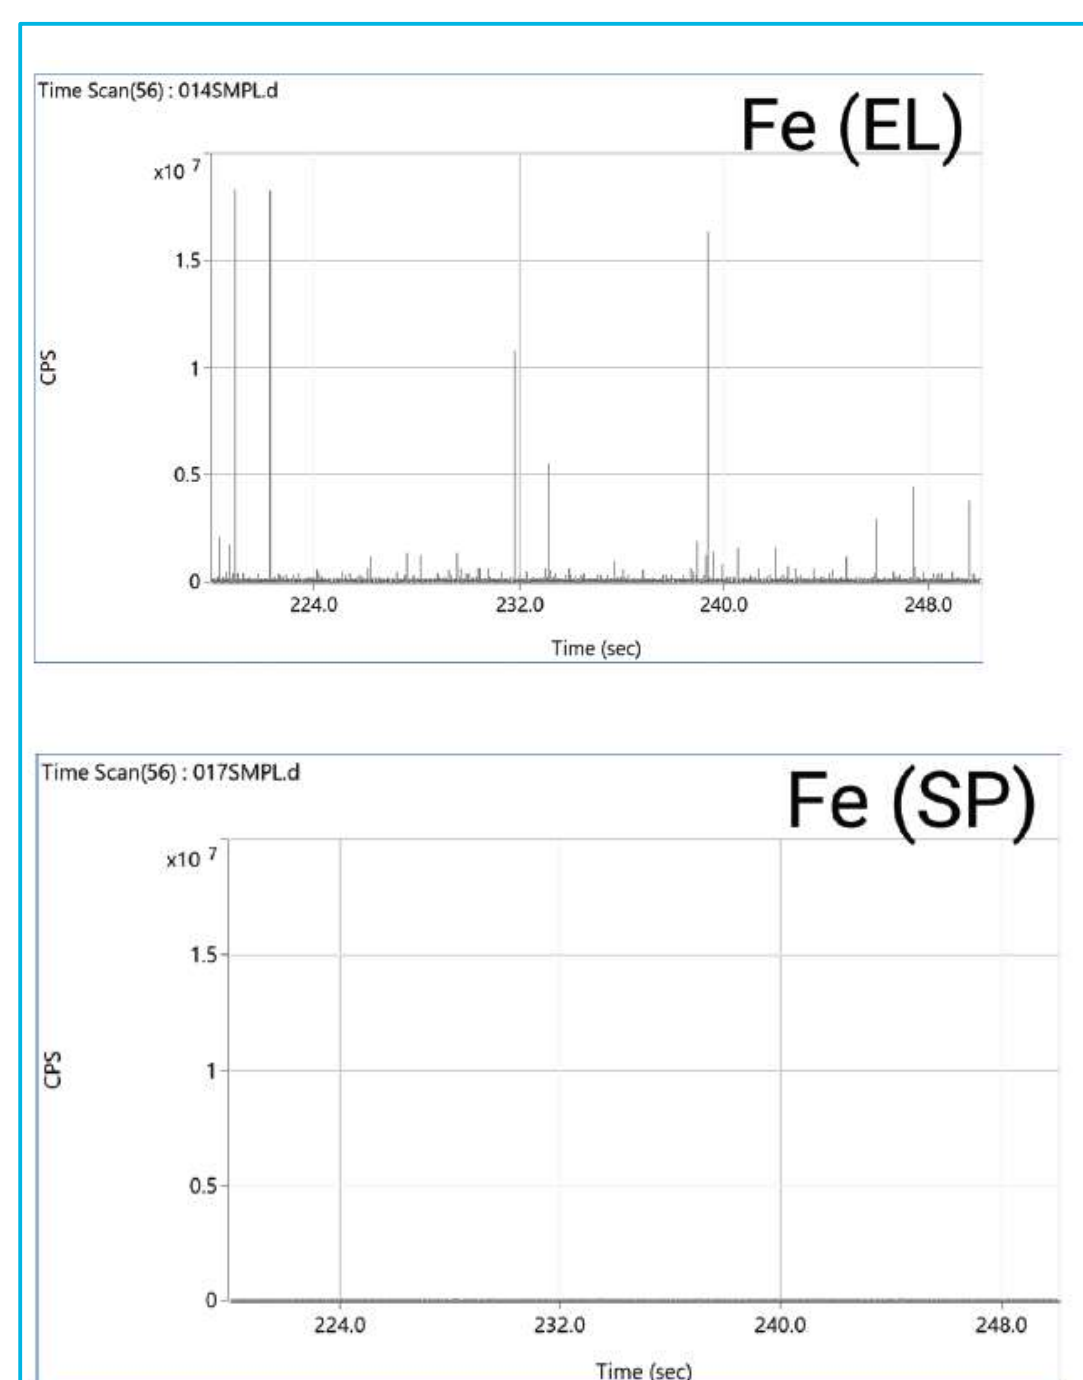 Time Scan(56) : 014SMPL.d
Fe (EL)
x10 7
1.5
1
0.5
0
CPS
224.0 232.0 240.0 248.0
Time (sec)
Time Scan(56) : 017SMPL.d
Fe (SP)
x10 7
1.5
1
0.5
0
CPS
224.0 232.0 240.0 248.0
Time (sec)